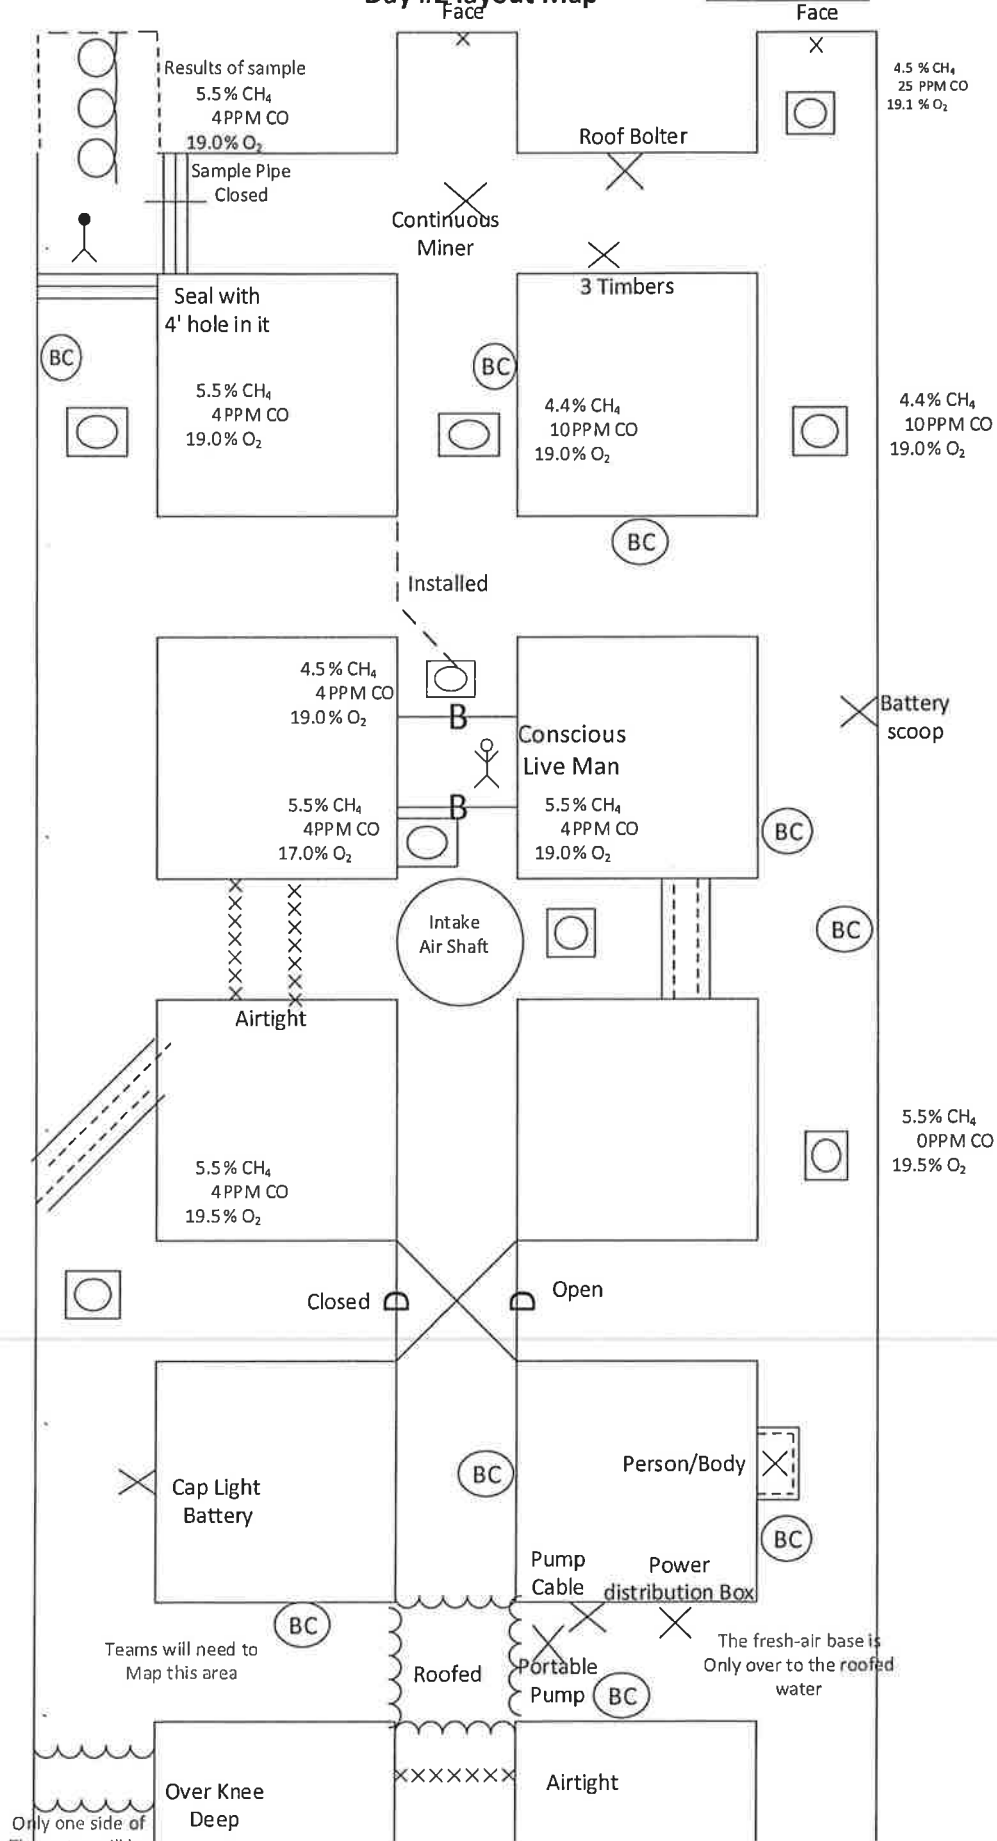 Day #2 layout Map
Face
Face
Results of sample
5.5% CH₄
4PPM CO
19.0% O₂
4.5 % CH₄
25 PPM CO
19.1 % O₂
Roof Bolter
Sample Pipe
Closed
Continuous
Miner
3 Timbers
Seal with
4' hole in it
BC
BC
5.5% CH₄
4PPM CO
19.0% O₂
4.4% CH₄
10PPM CO
19.0% O₂
4.4% CH₄
10PPM CO
19.0% O₂
BC
Installed
4.5% CH₄
4PPM CO
19.0% O₂
B
Conscious
Live Man
Battery
scoop
B
5.5% CH₄
4PPM CO
17.0% O₂
5.5% CH₄
4PPM CO
19.0% O₂
BC
Intake
Air Shaft
BC
Airtight
5.5% CH₄
0PPM CO
19.5% O₂
5.5% CH₄
4PPM CO
19.5% O₂
Closed
D
D
Open
Cap Light
Battery
BC
Person/Body
BC
Pump
Cable
Power
distribution Box
BC
Teams will need to
Map this area
Roofed
Portable
Pump
BC
The fresh-air base is
Only over to the roofed
water
Over Knee
Deep
Airtight
Only one side of